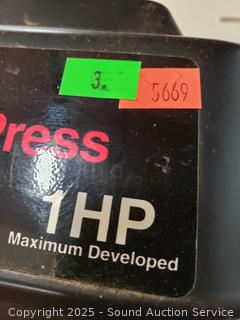 3.
5669
Press
1HP
Maximum Developed
Copyright 2025 - Sound Auction Service